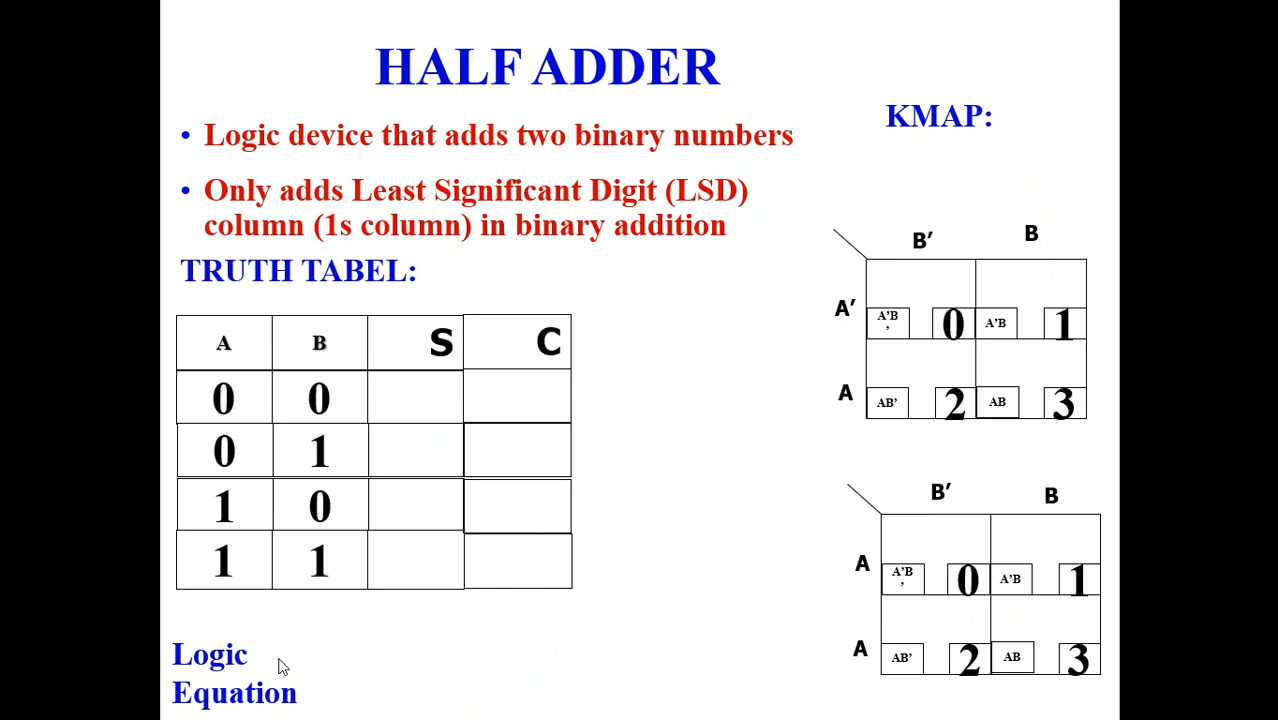 HALF ADDER
KMAP:
• Logic device that adds two binary numbers
• Only adds Least Significant Digit (LSD)
column (1s column) in binary addition
TRUTH TABEL:
A B S C
0 0
0 1
1 0
1 1
B’ B
A’
A’B
’ 0 A’B 1
A
AB’ 2 AB 3
B’ B
A
A’B
’ 0 A’B 1
A
AB’ 2 AB 3
Logic
Equation